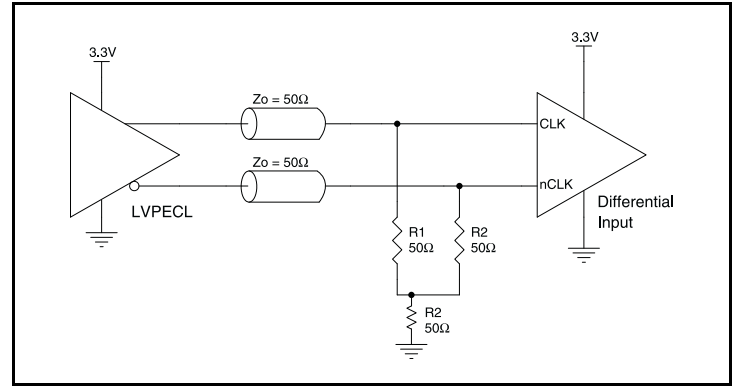 3.3V
3.3V
Zo = 50Ω
CLK
Zo = 50Ω
nCLK
LVPECL
Differential
Input
R1
50Ω
R2
50Ω
R2
50Ω